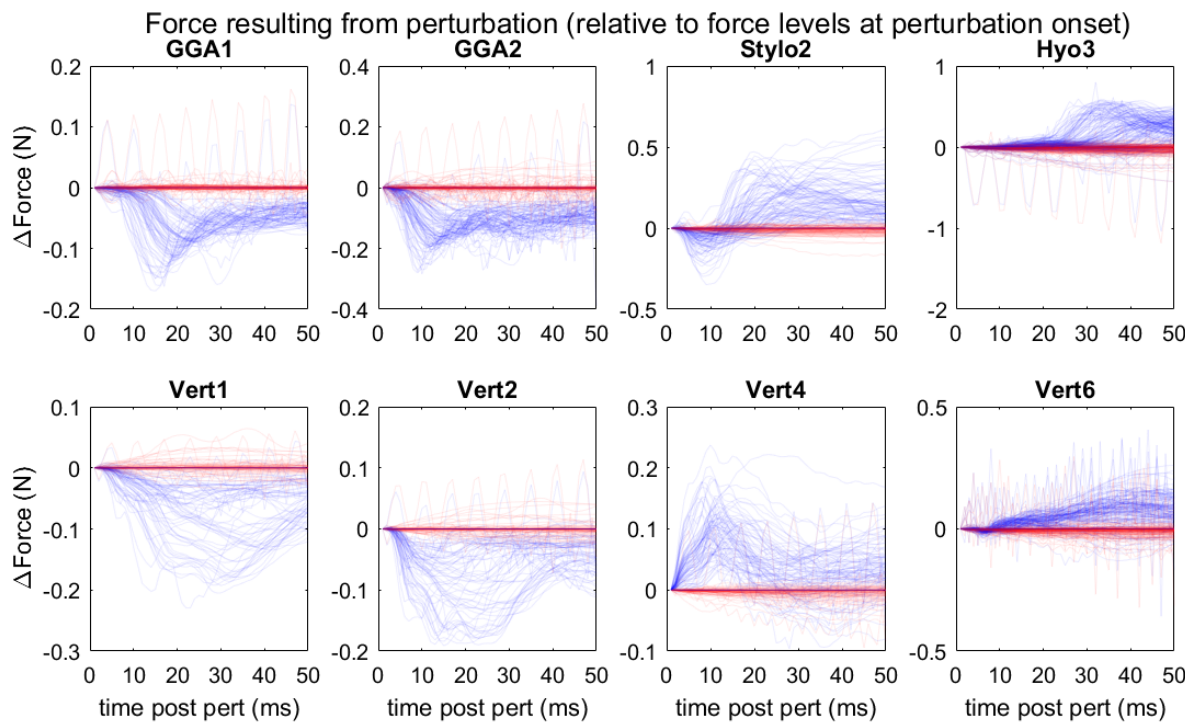 Force resulting from perturbation (relative to force levels at perturbation onset)
GGA1 GGA2 Stylo2 Hyo3
0.2 0.4 1 1
0.1 0.2 0.5 0
0 0 0 -1
-0.1 -0.2 -0.5 -2
-0.2 -0.4
ΔForce (N)
0 10 20 30 40 50 0 10 20 30 40 50 0 10 20 30 40 50 0 10 20 30 40 50
Vert1 Vert2 Vert4 Vert6
0.1 0.2 0.3 0.5
0 0.1 0.2 0
-0.1 0 0.1 -0.5
-0.2 -0.1 0
-0.3 -0.2 -0.1
ΔForce (N)
0 10 20 30 40 50 0 10 20 30 40 50 0 10 20 30 40 50 0 10 20 30 40 50
time post pert (ms) time post pert (ms) time post pert (ms) time post pert (ms)